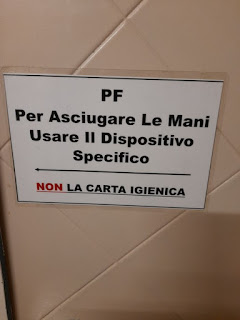 PF
Per Asciugare Le Mani
Usare Il Dispositivo
Specifico
NON LA CARTA IGIENICA